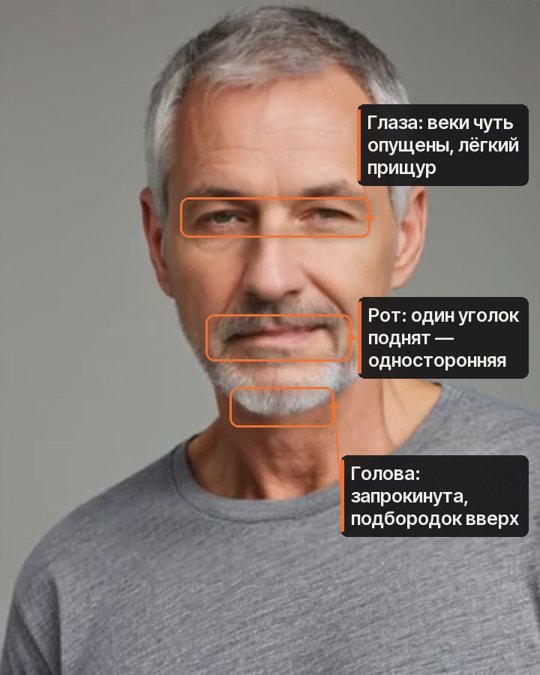 Глаза: веки чуть
опущены, лёгкий
прищур
Рот: один уголок
поднят —
односторонняя
Голова:
запрокинута,
подбородок вверх